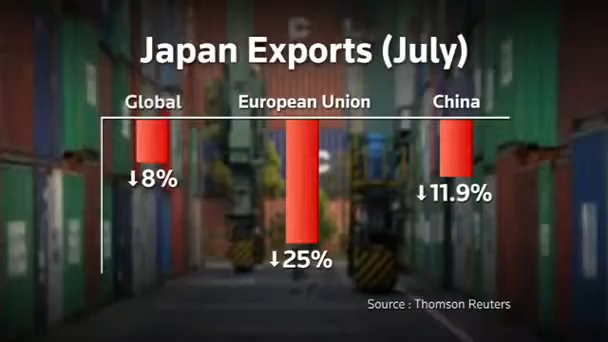 Japan Exports (July)
Global European Union China
↓8%
↓25%
↓11.9%
Source : Thomson Reuters